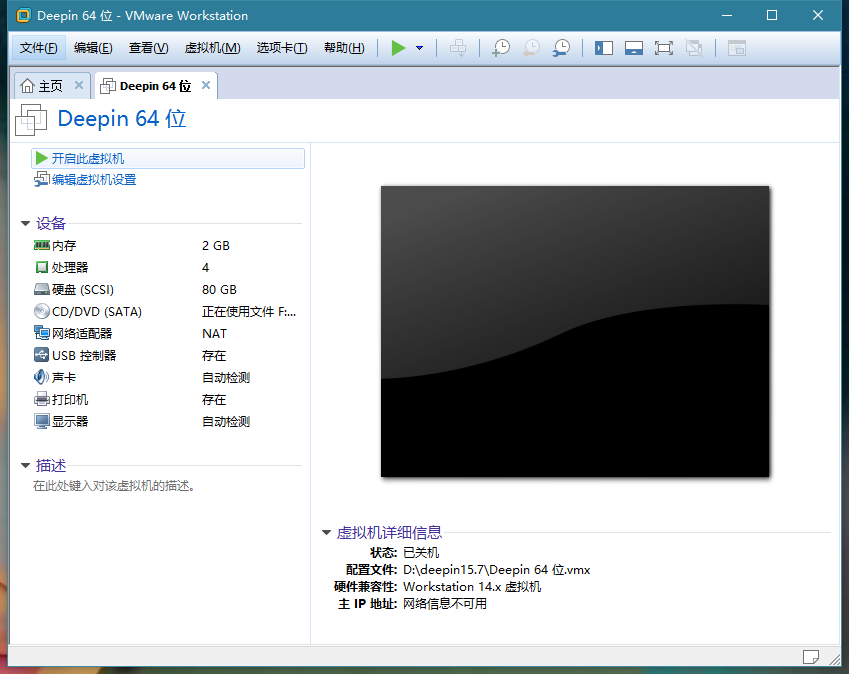 Deepin 64 位 - VMware Workstation
文件(F) 编辑(E) 查看(V) 虚拟机(M) 选项卡(T) 帮助(H)
主页 Deepin 64 位
Deepin 64 位
开启此虚拟机
编辑虚拟机设置
设备
内存 2 GB
处理器 4
硬盘 (SCSI) 80 GB
CD/DVD (SATA) 正在使用文件 F:...
网络适配器 NAT
USB 控制器 存在
声卡 自动检测
打印机 存在
显示器 自动检测
描述
在此处键入对该虚拟机的描述。
虚拟机详细信息
状态: 已关机
配置文件: D:\deepin15.7\Deepin 64 位.vmx
硬件兼容性: Workstation 14.x 虚拟机
主 IP 地址: 网络信息不可用